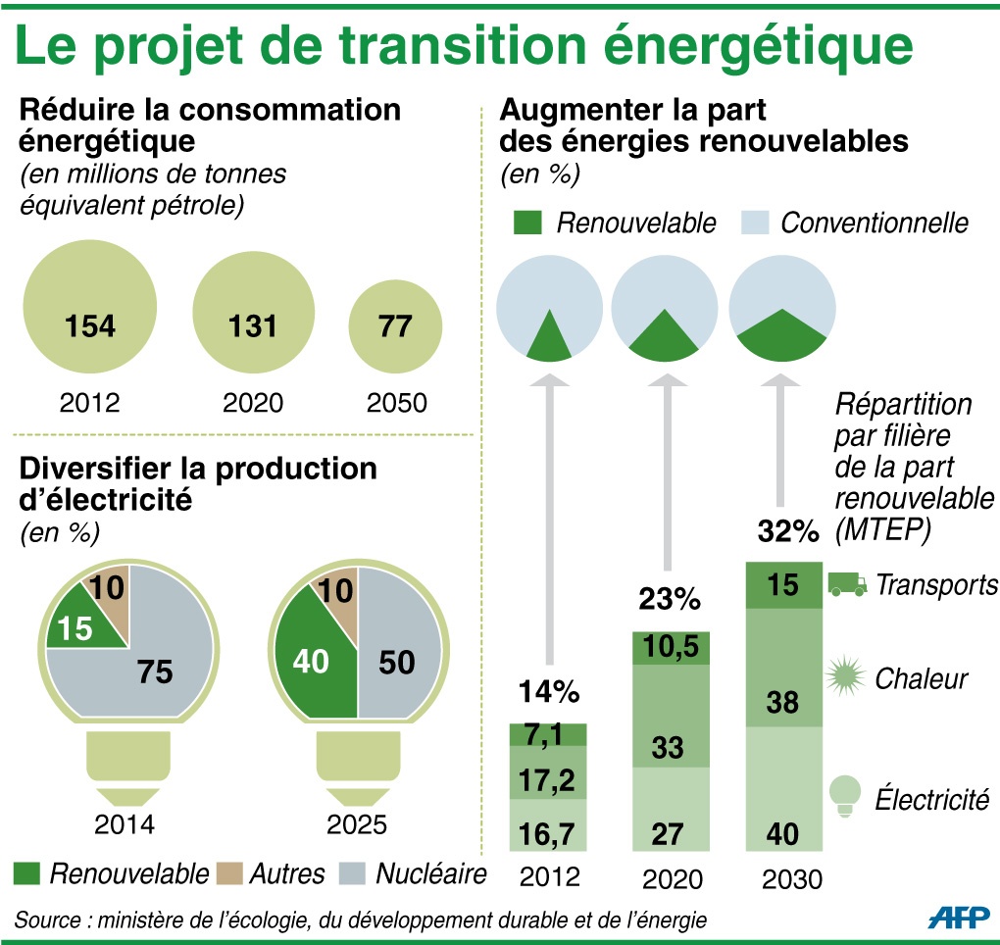 Le projet de transition énergétique
Réduire la consommation
énergétique
(en millions de tonnes
équivalent pétrole)
154
131
77
2012
2020
2050
Diversifier la production
d'électricité
(en %)
10
15
75
10
40
50
2014
2025
Renouvelable
Autres
Nucléaire
Augmenter la part
des énergies renouvelables
(en %)
Renouvelable
Conventionnelle
Répartition
par filière
de la part
renouvelable
(MTEP)
14%
23%
32%
7,1
17,2
16,7
10,5
33
27
15
38
40
Transports
Chaleur
Électricité
2012
2020
2030
Source : ministère de l'écologie, du développement durable et de l'énergie
AFP